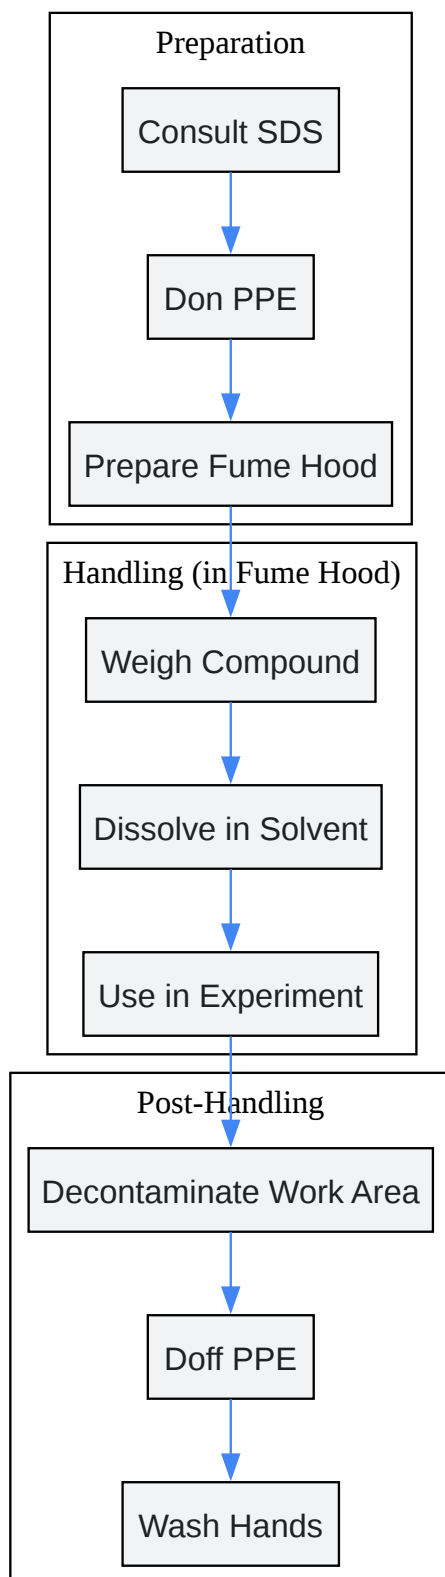 Preparation
Consult SDS
Don PPE
Prepare Fume Hood
Handling (in Fume Hood)
Weigh Compound
Dissolve in Solvent
Use in Experiment
Post-Handling
Decontaminate Work Area
Doff PPE
Wash Hands